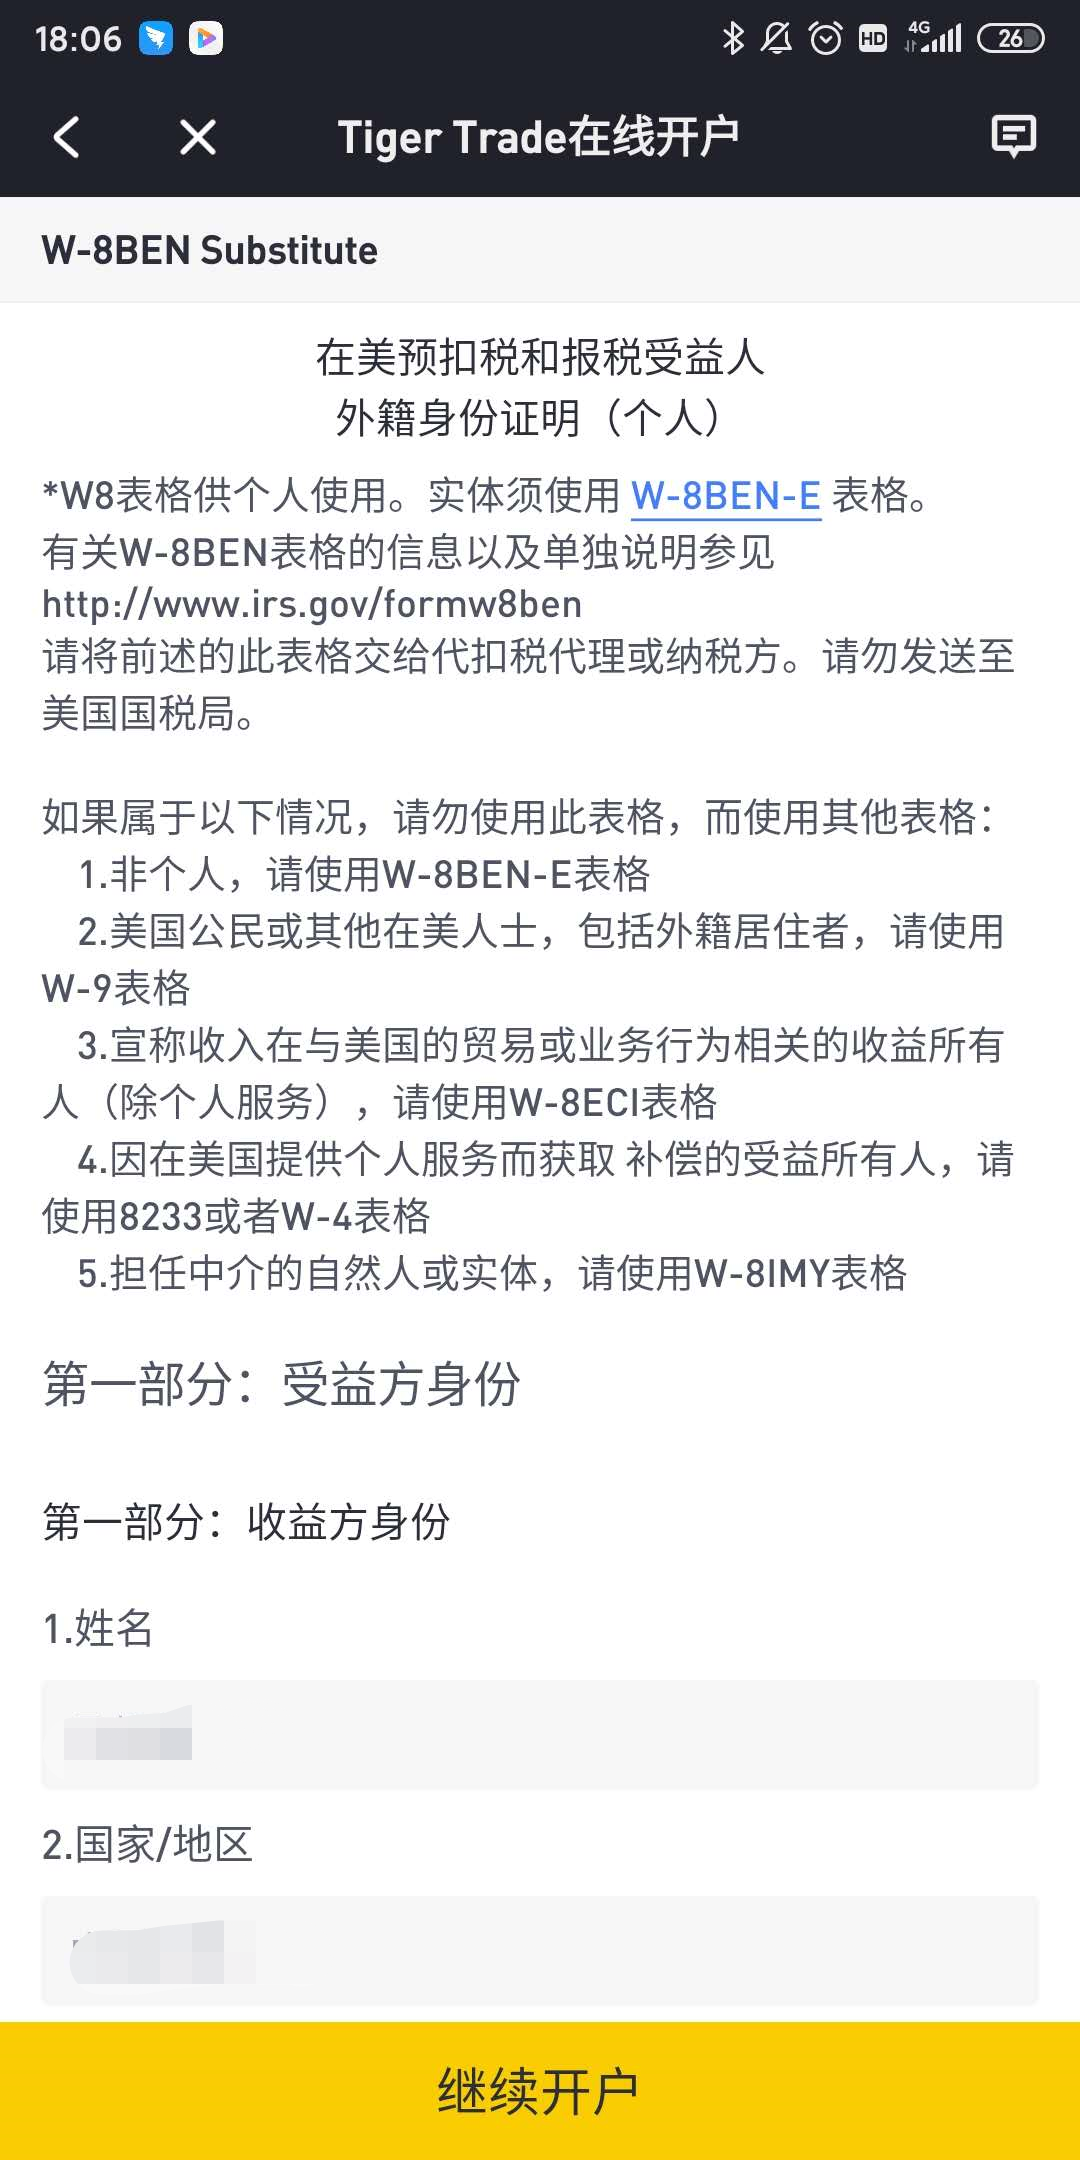 18:06
HD
4G
26
Tiger Trade在线开户
W-8BEN Substitute
在美预扣税和报税受益人
外籍身份证明（个人）
*W8表格供个人使用。实体须使用 W-8BEN-E 表格。
有关W-8BEN表格的信息以及单独说明参见
http://www.irs.gov/formw8ben
请将前述的此表格交给代扣税代理或纳税方。请勿发送至
美国国税局。
如果属于以下情况，请勿使用此表格，而使用其他表格：
1.非个人，请使用W-8BEN-E表格
2.美国公民或其他在美人士，包括外籍居住者，请使用
W-9表格
3.宣称收入在与美国的贸易或业务行为相关的收益所有
人（除个人服务），请使用W-8ECI表格
4.因在美国提供个人服务而获取 补偿的受益所有人，请
使用8233或者W-4表格
5.担任中介的自然人或实体，请使用W-8IMY表格
第一部分：受益方身份
第一部分：收益方身份
1.姓名
2.国家/地区
继续开户